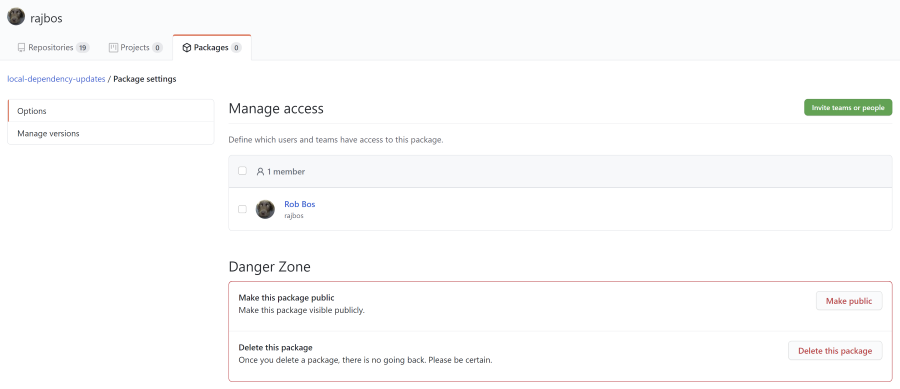 rajbos
Repositories 19 Projects 0 Packages 0
local-dependency-updates / Package settings
Options
Manage versions
Manage access
Invite teams or people
Define which users and teams have access to this package.
1 member
Rob Bos
rajbos
Danger Zone
Make this package public
Make this package visible publicly.
Make public
Delete this package
Once you delete a package, there is no going back. Please be certain.
Delete this package